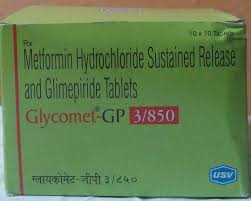 10 x 10 Tablets
Rx
Metformin Hydrochloride Sustained Release
and Glimepiride Tablets
Glycomet®-GP 3/850
ग्लायकोमेट-जीपी ३/८५०
USV